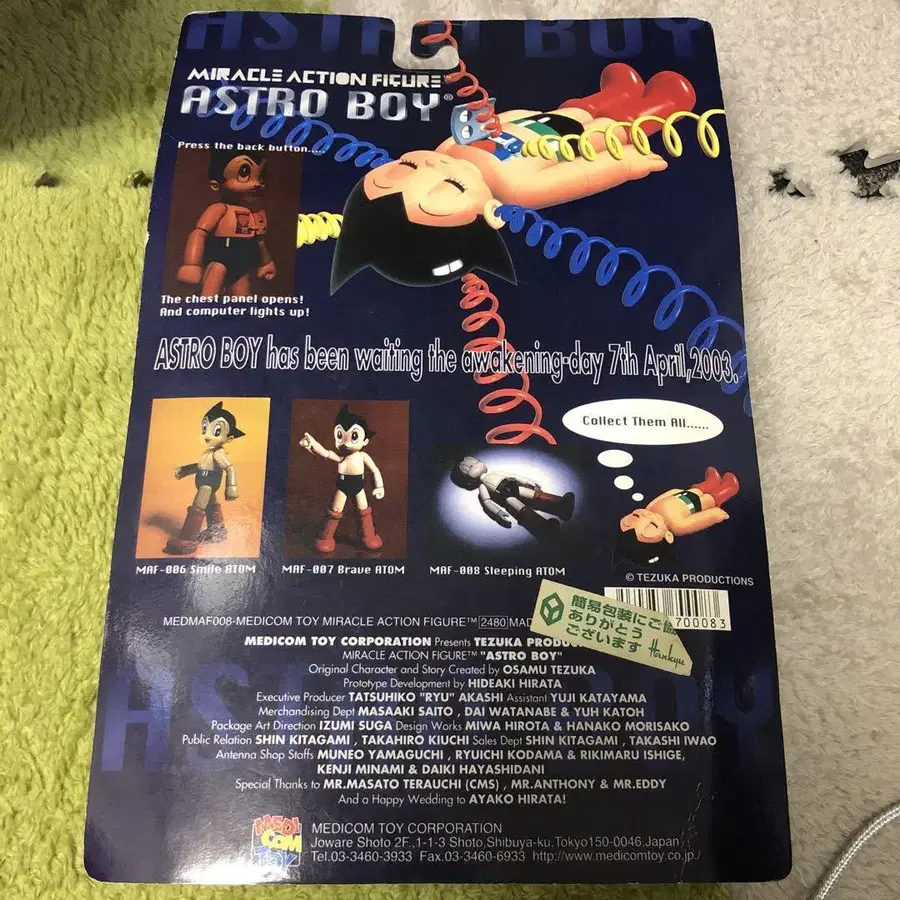 ASTRO BOY
MIRACLE ACTION FIGURE™
ASTRO BOY®
Press the back button.....
The chest panel opens!
And computer lights up!
ASTRO BOY has been waiting the awakening-day 7th April,2003.
Collect Them All......
MAF-006 Smile ATOM
MAF-007 Brave ATOM
MAF-008 Sleeping ATOM
© TEZUKA PRODUCTIONS
700083
簡易包装にご協
ありがとう
ございます Hankyu
MEDMAF008-MEDICOM TOY MIRACLE ACTION FIGURE™ 2480
MEDICOM TOY CORPORATION Presents TEZUKA
MIRACLE ACTION FIGURE™ "ASTRO BOY"
Original Character and Story Created by OSAMU TEZUKA
Prototype Development by HIDEAKI HIRATA
Executive Producer TATSUHIKO "RYU" AKASHI Assistant YUJI KATAYAMA
Merchandising Dept MASAAKI SAITO , DAI WATANABE & YUH KATOH
Package Art Direction IZUMI SUGA Design Works MIWA HIROTA & HANAKO MORISAKO
Public Relation SHIN KITAGAMI , TAKAHIRO KIUCHI Sales Dept SHIN KITAGAMI , TAKASHI IWAO
Antenna Shop Staffs MUNEO YAMAGUCHI , RYUICHI KODAMA & RIKIMARU ISHIGE,
KENJI MINAMI & DAIKI HAYASHIDANI
Special Thanks to MR.MASATO TERAUCHI (CMS) , MR.ANTHONY & MR.EDDY
And a Happy Wedding to AYAKO HIRATA!
MEDI
COM
TOY
MEDICOM TOY CORPORATION
Joware Shoto 2F.,1-1-3 Shoto,Shibuya-ku,Tokyo150-0046,Japan
Tel.03-3460-3933 Fax.03-3460-6933 http://www.medicomtoy.co.jp/